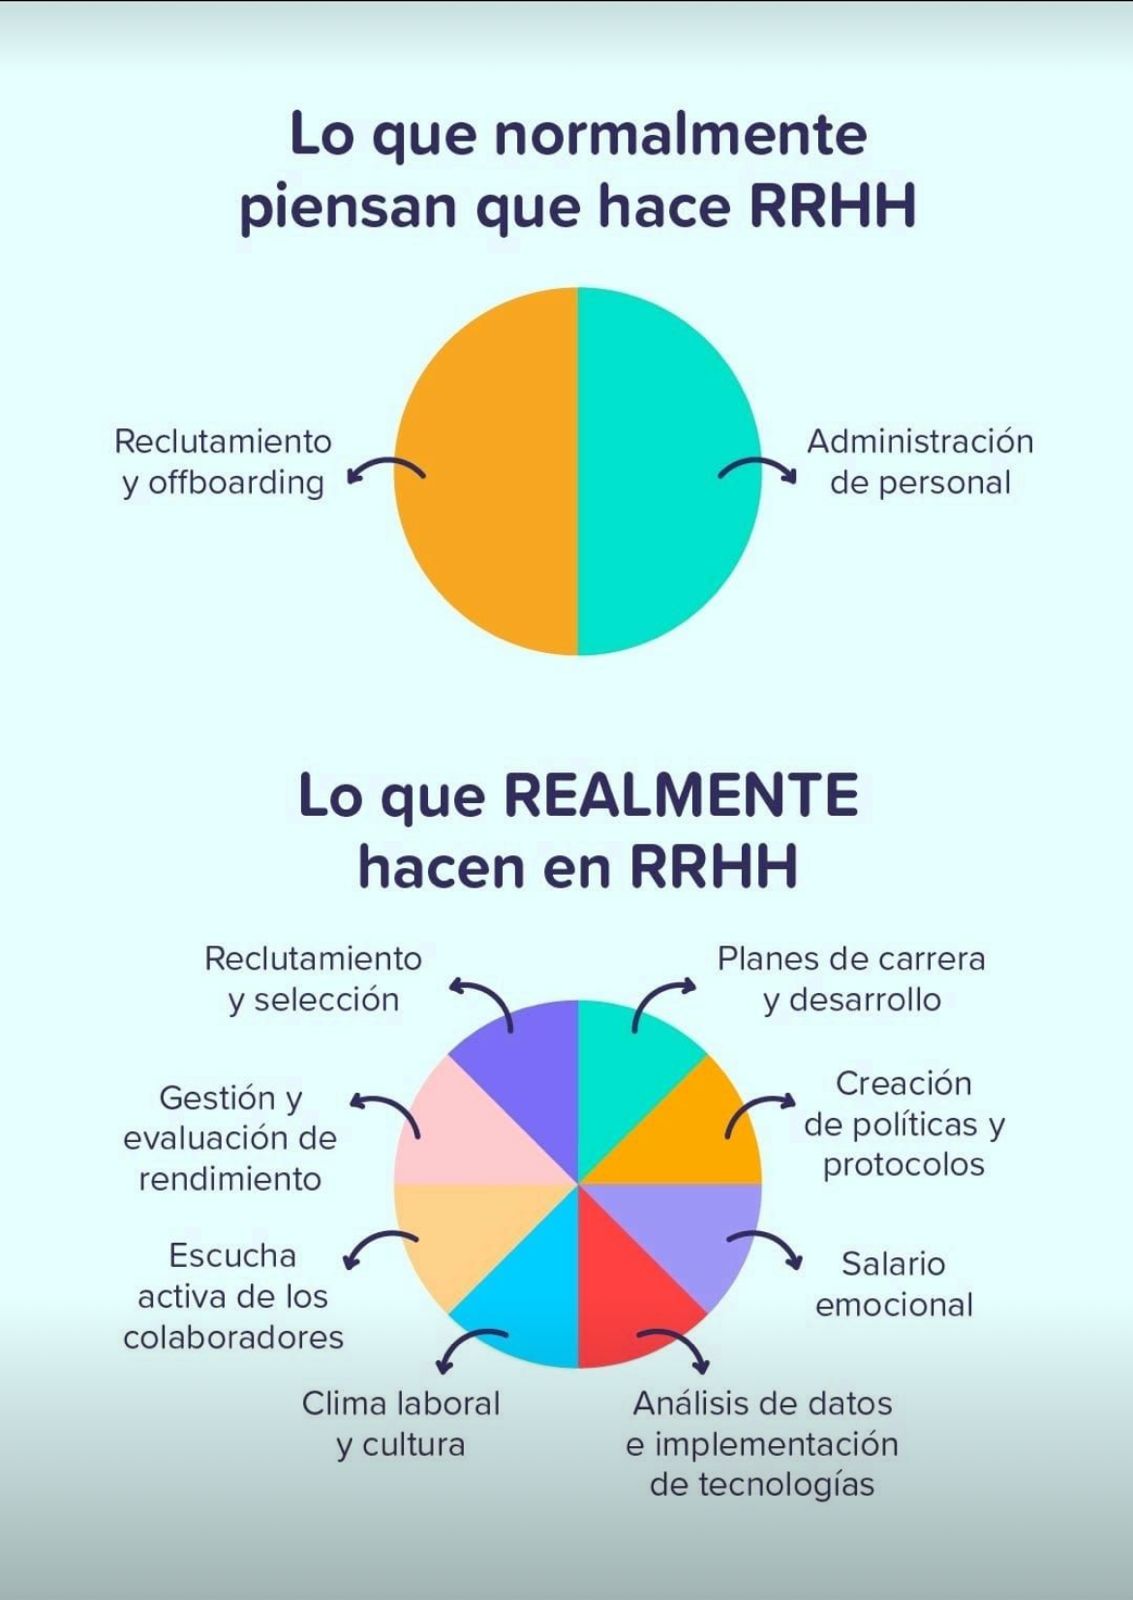 Lo que normalmente
piensan que hace RRHH
Reclutamiento
y offboarding
Administración
de personal
Lo que REALMENTE
hacen en RRHH
Reclutamiento
y selección
Planes de carrera
y desarrollo
Gestión y
evaluación de
rendimiento
Creación
de políticas y
protocolos
Escucha
activa de los
colaboradores
Salario
emocional
Clima laboral
y cultura
Análisis de datos
e implementación
de tecnologías